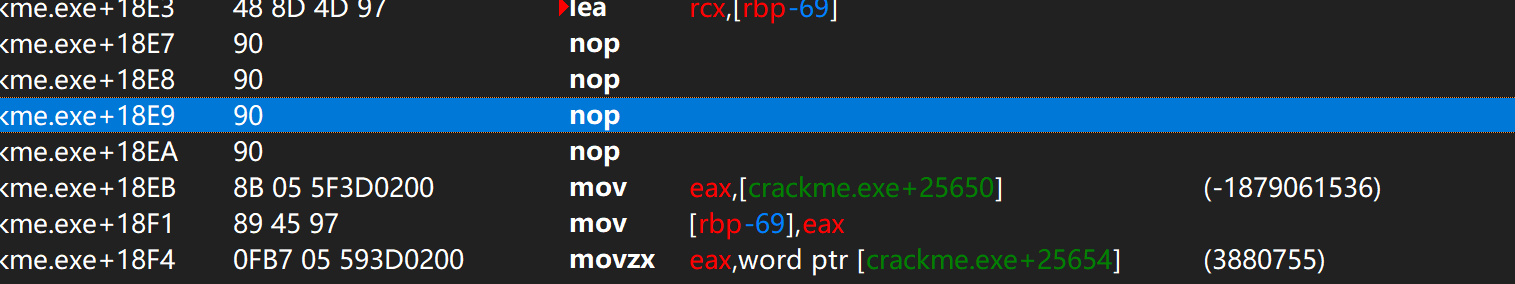 kme.exe+18E3 48 8D 4D 97 lea rcx,[rbp-69]
kme.exe+18E7 90 nop
kme.exe+18E8 90 nop
kme.exe+18E9 90 nop
kme.exe+18EA 90 nop
kme.exe+18EB 8B 05 5F3D0200 mov eax,[crackme.exe+25650] (-1879061536)
kme.exe+18F1 89 45 97 mov [rbp-69],eax
kme.exe+18F4 0FB7 05 593D0200 movzx eax,word ptr [crackme.exe+25654] (3880755)